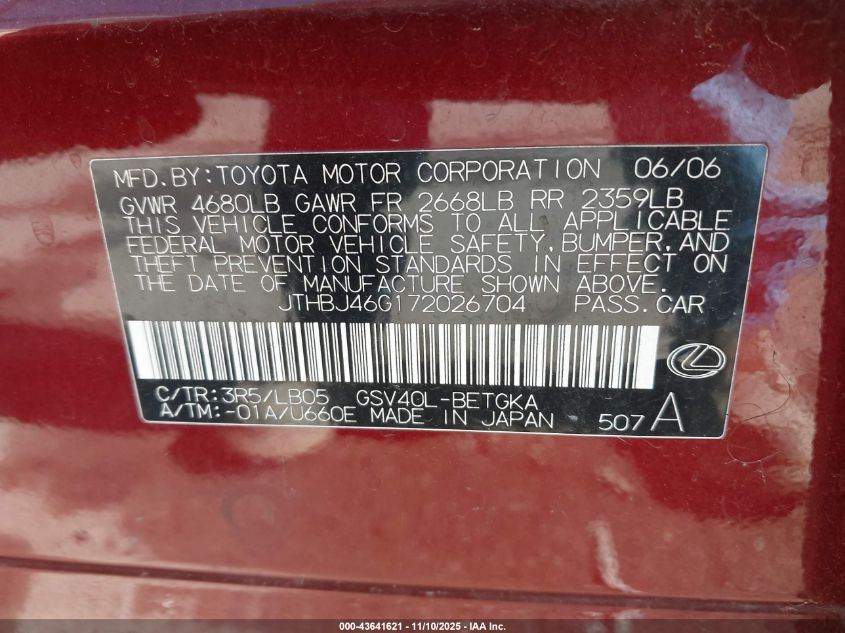 MFD.BY:TOYOTA MOTOR CORPORATION 06/06
GVWR 4680LB GAWR FR 2668LB RR 2359LB
THIS VEHICLE CONFORMS TO ALL APPLICABLE
FEDERAL MOTOR VEHICLE SAFETY,BUMPER,AND
THEFT PREVENTION STANDARDS IN EFFECT ON
THE DATE OF MANUFACTURE SHOWN ABOVE.
JTHBJ46G172026704 PASS.CAR
C/TR:3R5/LB05 GSV40L-BETGKA
A/TM:-01A/U660E MADE IN JAPAN 507A
000-43641621 - 11/10/2025 - IAA Inc.